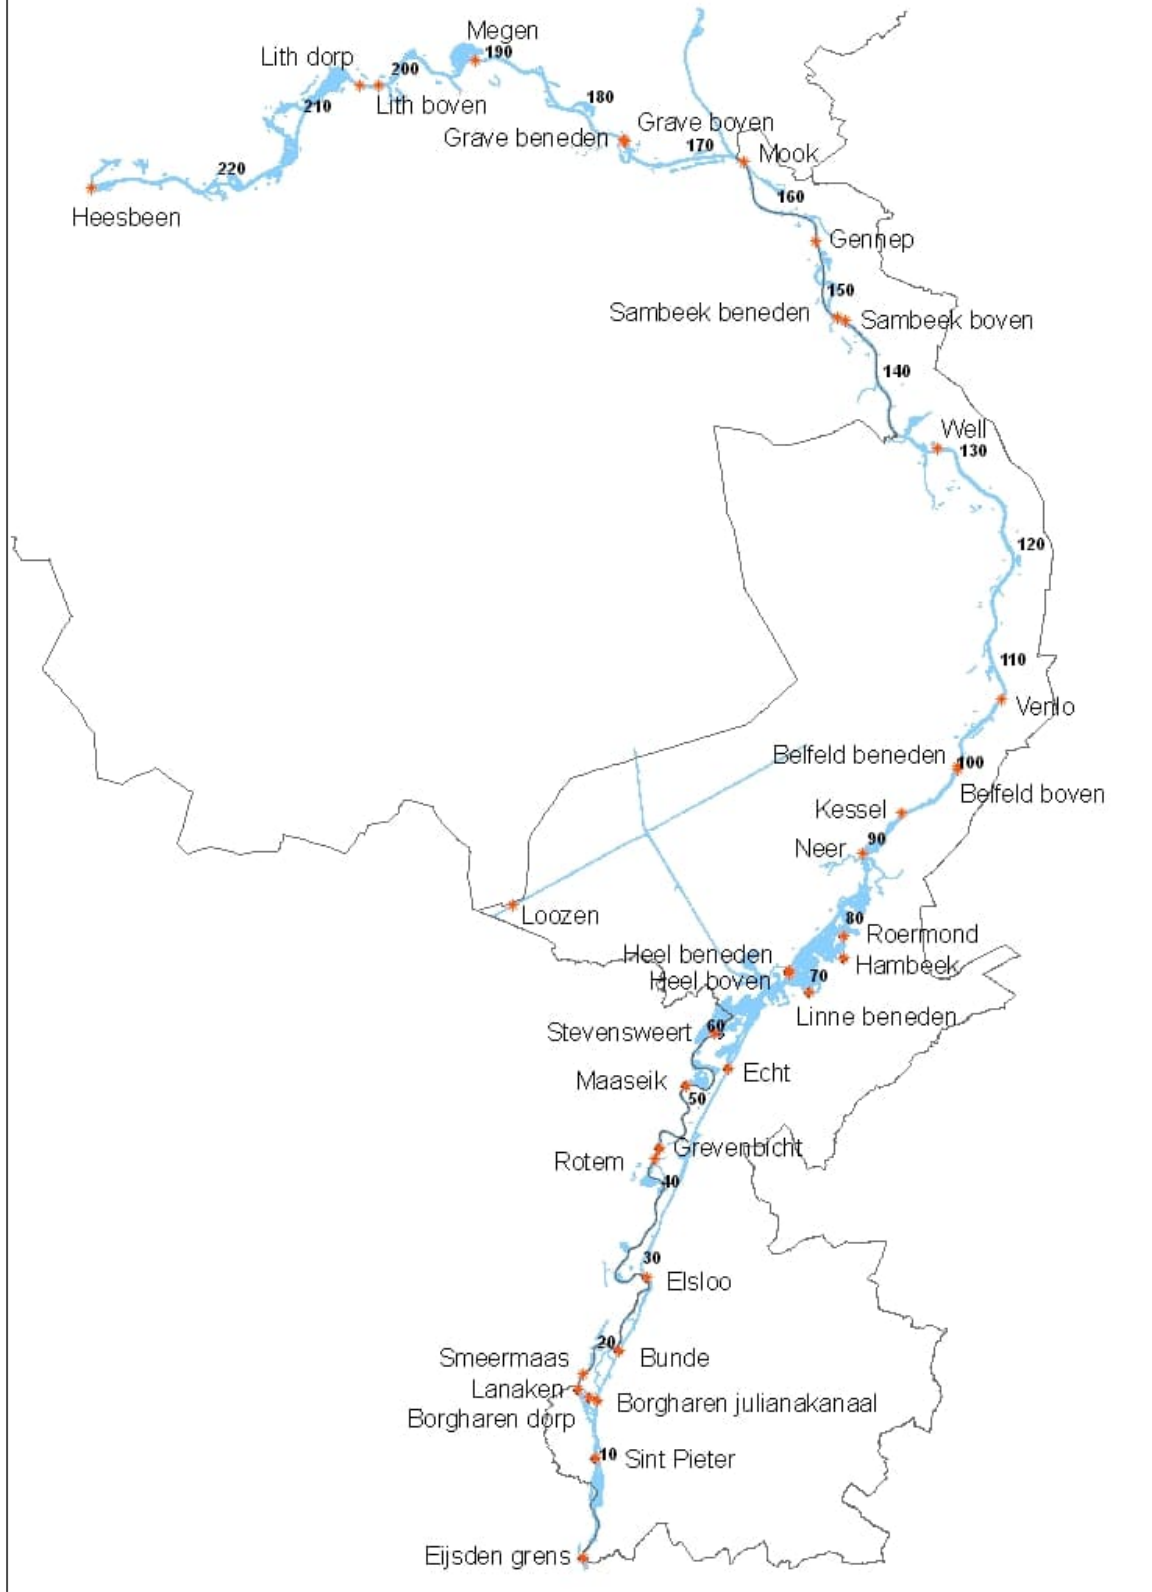 Megen
190
Lith dorp
200
Lith boven
210
180
Grave boven
Grave beneden
170
Mook
220
160
Heesbeen
Gennep
150
Sambeek beneden
Sambeek boven
140
Well
130
120
110
Venlo
Belfeld beneden
100
Belfeld boven
Kessel
90
Neer
80
Loozen
Roermond
Heel beneden
Hambeek
Heel boven
70
Linne beneden
60
Stevensweert
Echt
Maaseik
50
Grevenbicht
Rotem
40
30
Elsloo
20
Smeermaas
Bunde
Lanaken
Borgharen julianakanaal
Borgharen dorp
10
Sint Pieter
Eijsden grens